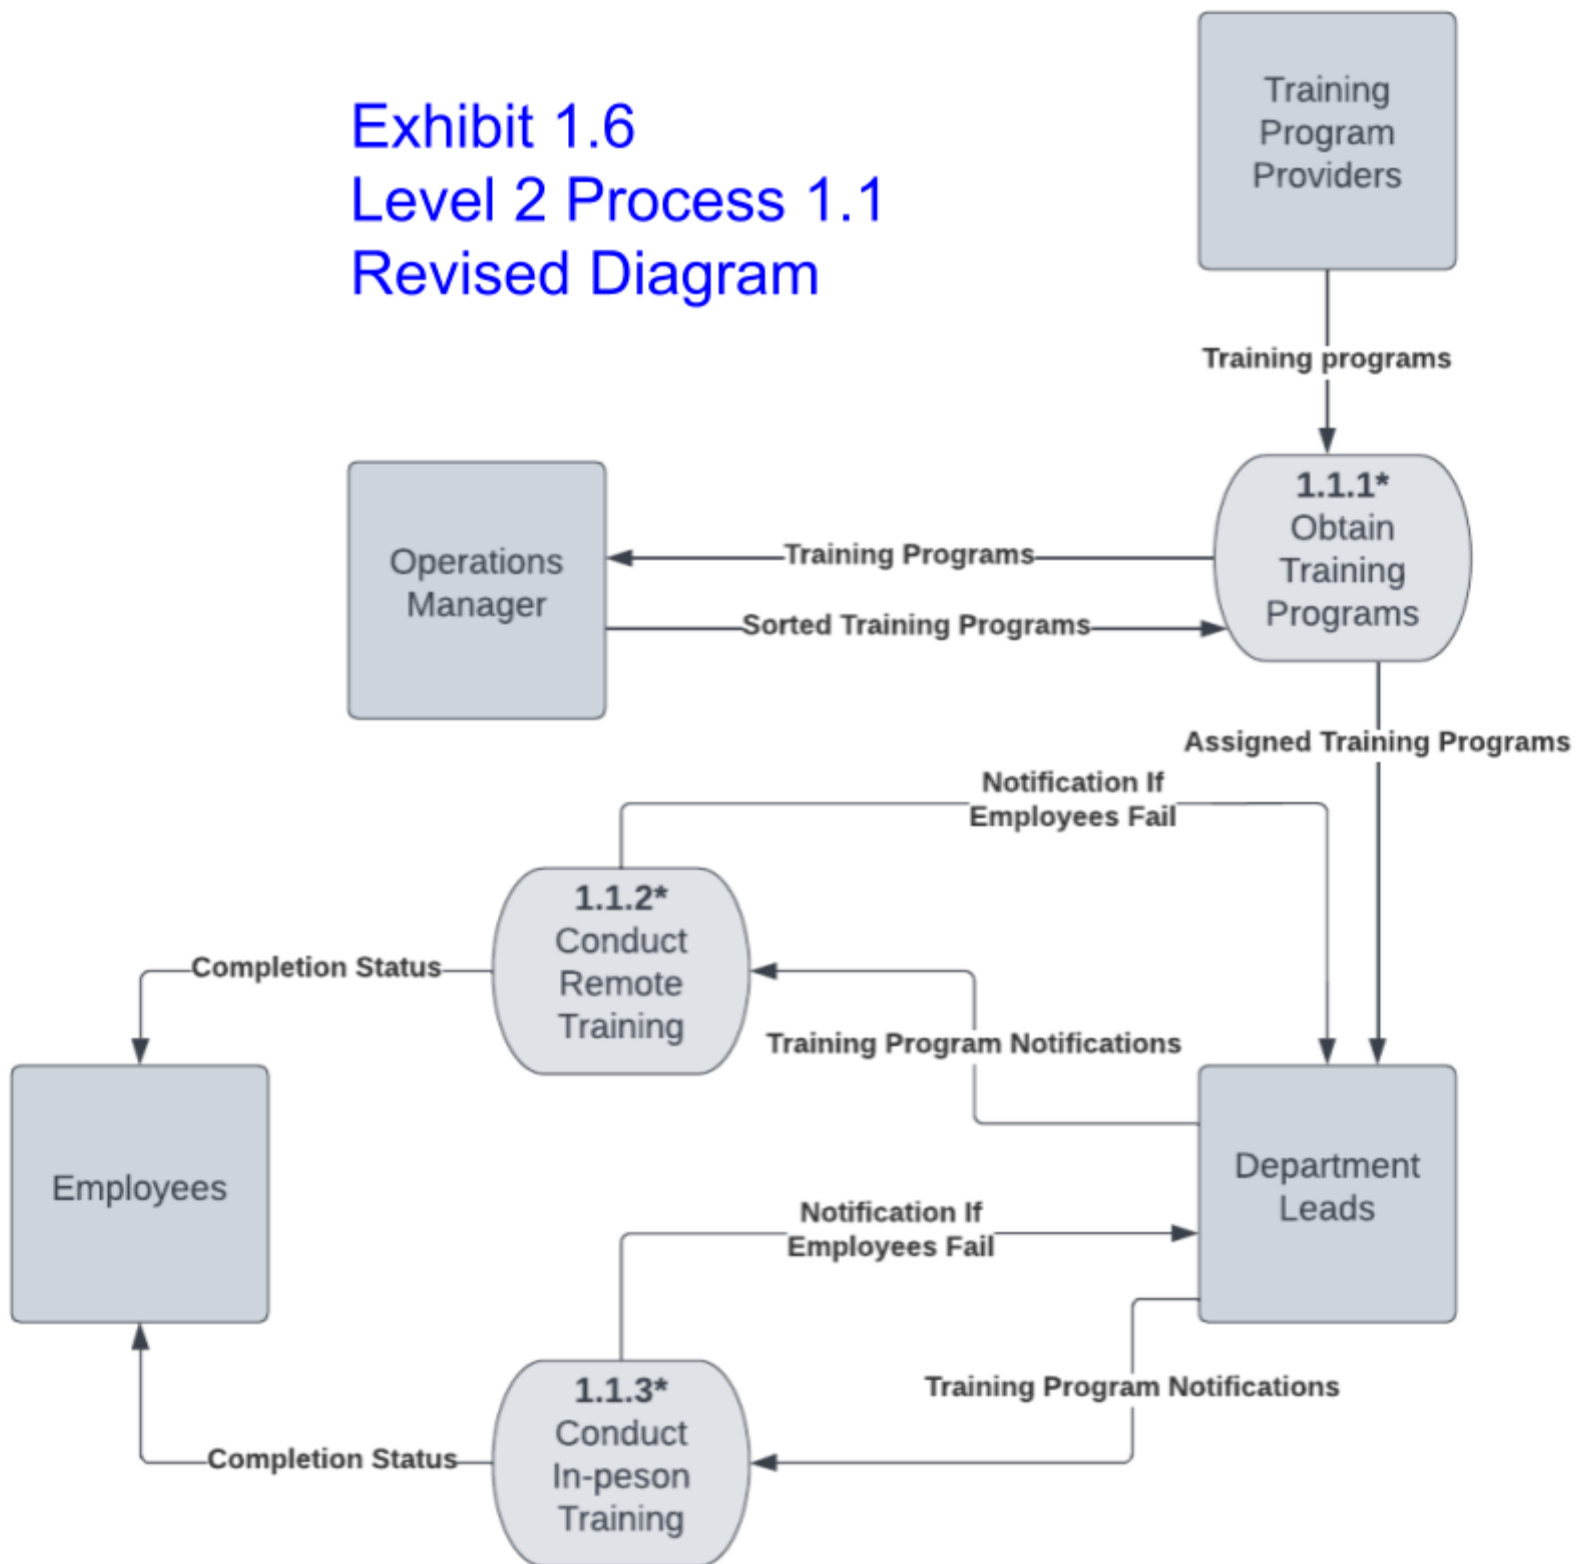 Exhibit 1.6
Level 2 Process 1.1
Revised Diagram
Training
Program
Providers
Training programs
1.1.1*
Obtain
Training
Programs
Operations
Manager
Training Programs
Sorted Training Programs
Assigned Training Programs
Notification If
Employees Fail
1.1.2*
Conduct
Remote
Training
Completion Status
Training Program Notifications
Employees
Department
Leads
Notification If
Employees Fail
Training Program Notifications
1.1.3*
Conduct
In-peson
Training
Completion Status